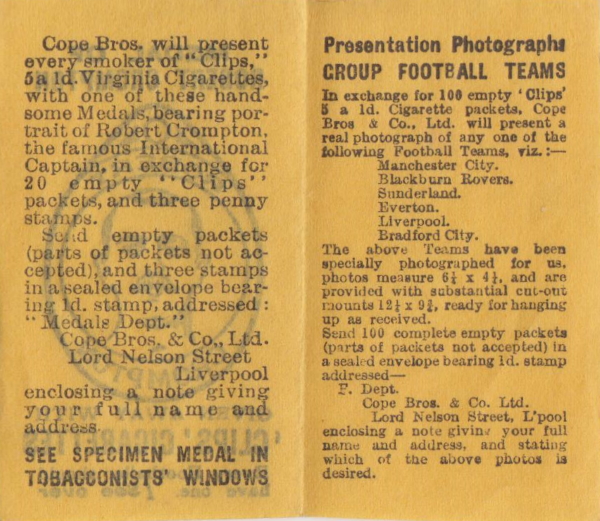 Cope Bros. will present
every smoker of "Clips,"
5 a 1d. Virginia Cigarettes,
with one of these hand-
some Medals, bearing por-
trait of Robert Crompton,
the famous International
Captain, in exchange for
20 empty "Clips"
packets, and three penny
stamps.
Send empty packets
(parts of packets not ac-
cepted), and three stamps
in a sealed envelope bear-
ing 1d. stamp, addressed :
"Medals Dept."
Cope Bros. & Co., Ltd.
Lord Nelson Street
Liverpool
enclosing a note giving
your full name and
address.
SEE SPECIMEN MEDAL IN
TOBACCONISTS' WINDOWS
Presentation Photographs
GROUP FOOTBALL TEAMS
In exchange for 100 empty 'Clips'
5 a 1d. Cigarette packets, Cope
Bros & Co., Ltd. will present a
real photograph of any one of the
following Football Teams, viz. :—
Manchester City.
Blackburn Rovers.
Sunderland.
Everton.
Liverpool.
Bradford City.
The above Teams have been
specially photographed for us.
photos measure 6¼ x 4¼, and are
provided with substantial cut-out
mounts 12¼ x 9¾, ready for hanging
up as received.
Send 100 complete empty packets
(parts of packets not accepted) in
a sealed envelope bearing 1d. stamp
addressed—
F. Dept.
Cope Bros. & Co. Ltd.
Lord Nelson Street, L'pool
enclosing a note giving your full
name and address, and stating
which of the above photos is
desired.